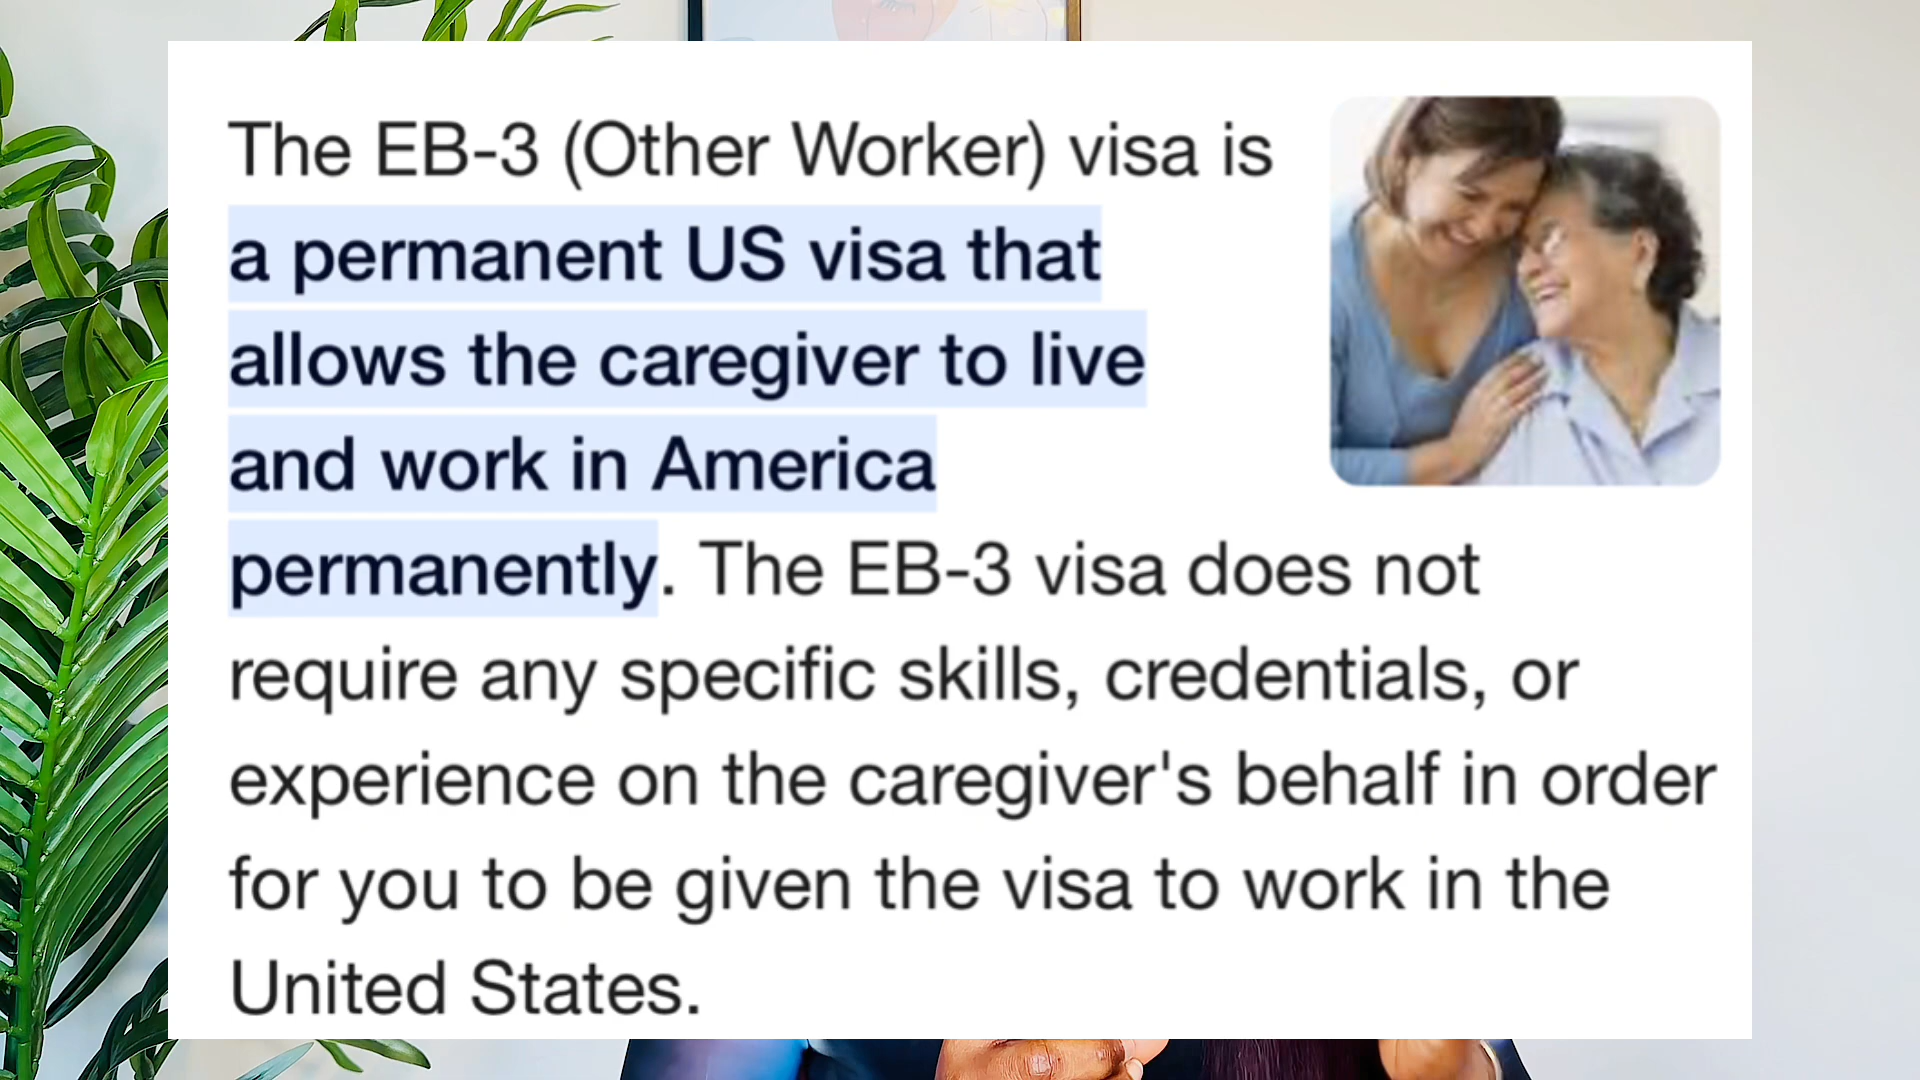 The EB-3 (Other Worker) visa is
a permanent US visa that
allows the caregiver to live
and work in America
permanently. The EB-3 visa does not
require any specific skills, credentials, or
experience on the caregiver's behalf in order
for you to be given the visa to work in the
United States.